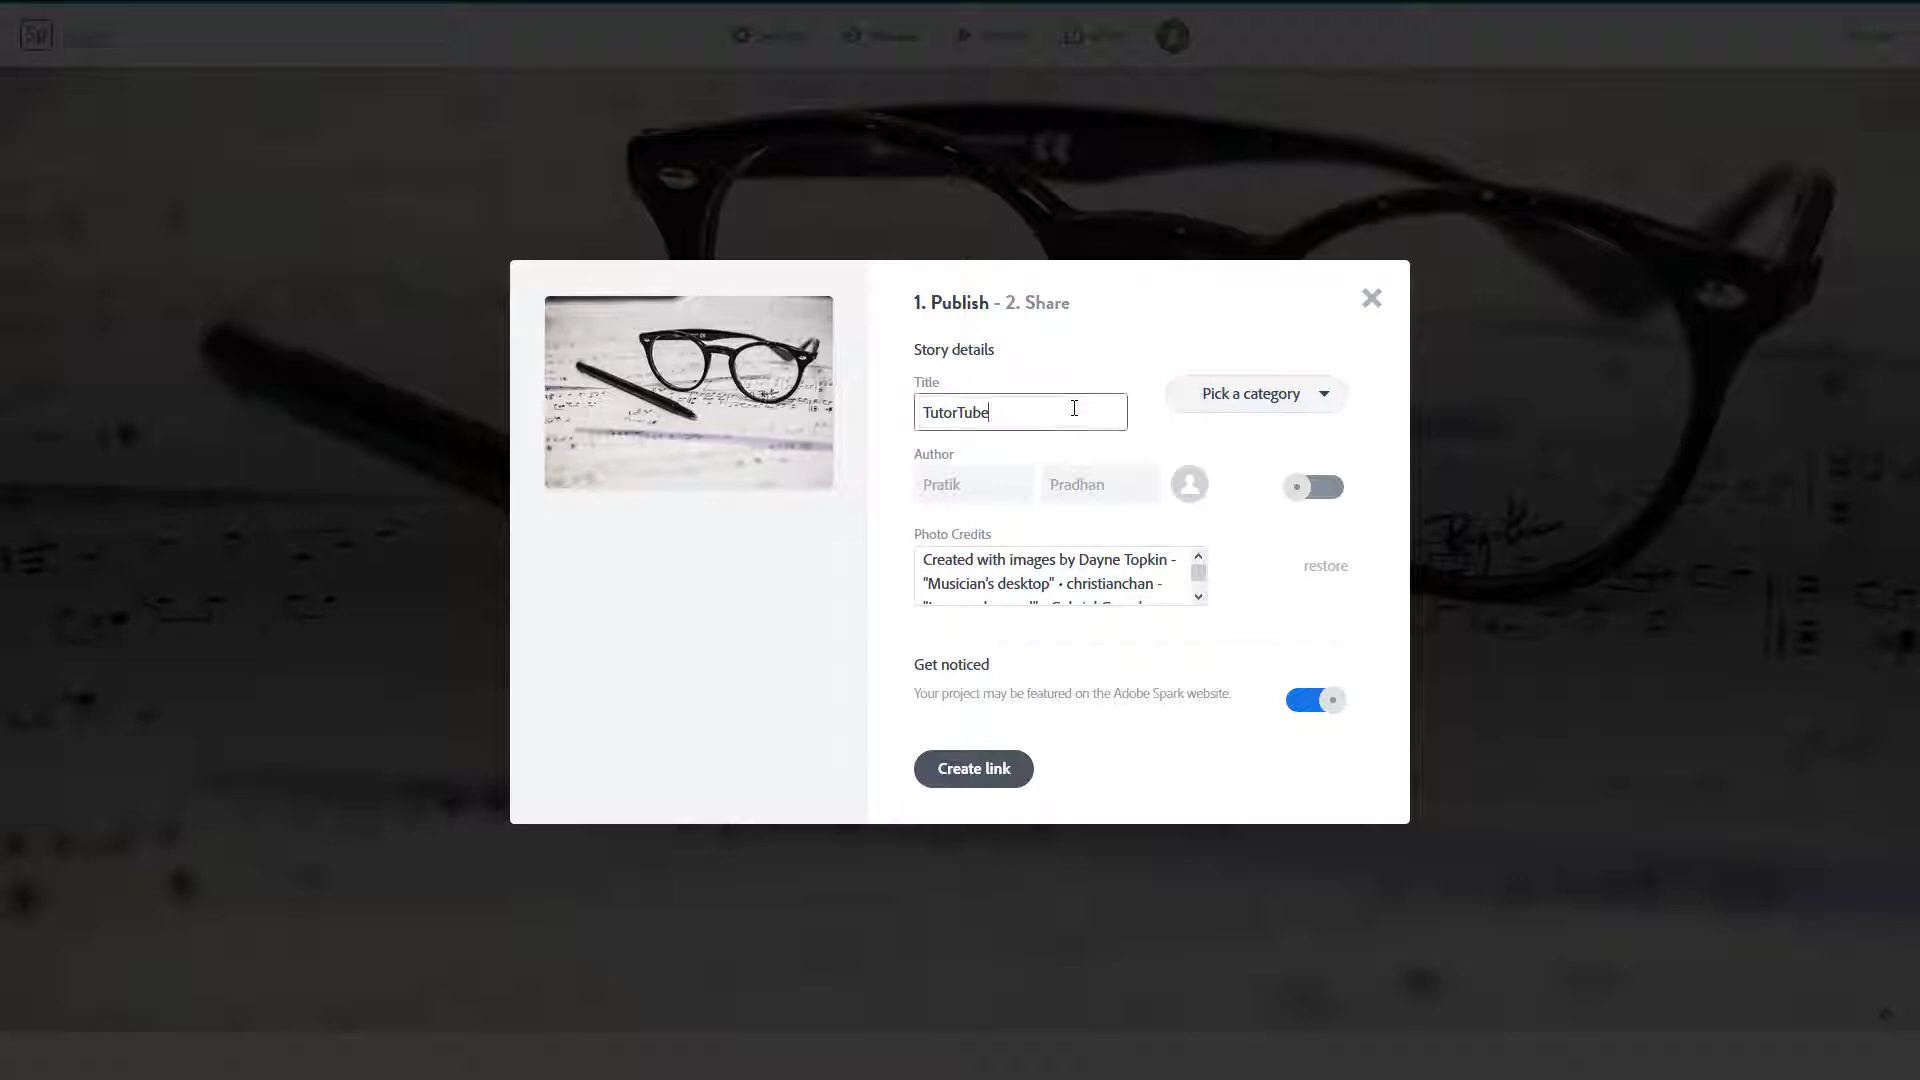 1. Publish - 2. Share
Story details
Title
Pick a category
TutorTube
Author
Pratik
Pradhan
Photo Credits
Created with images by Dayne Topkin -
"Musician's desktop" • christianchan -
restore
Get noticed
Your project may be featured on the Adobe Spark website.
Create link